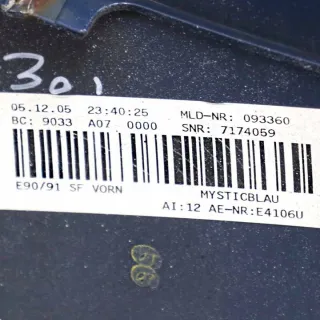 30i
05.12.05 23:40:25 MLD-NR: 093360
BC: 9033 A07 0000 SNR: 7174059
E90/91 SF VORN MYSTICBLAU
AI:12 AE-NR:E4106U